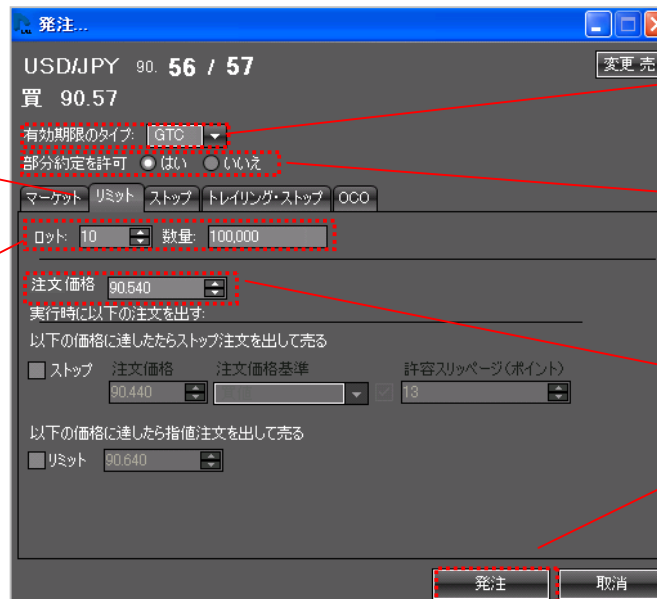 発注...
USD/JPY 90. 56 / 57
変更 売
買 90.57
有効期限のタイプ: GTC
部分約定を許可 はい いいえ
マーケット リミット ストップ トレイリング・ストップ OCO
ロット: 10 数量: 100,000
注文価格 90.540
実行時に以下の注文を出す:
以下の価格に達したたらストップ注文を出して売る
ストップ 注文価格 注文価格基準 許容スリッページ(ポイント)
90.440 13
以下の価格に達したら指値注文を出して売る
リミット 90.640
発注 取消